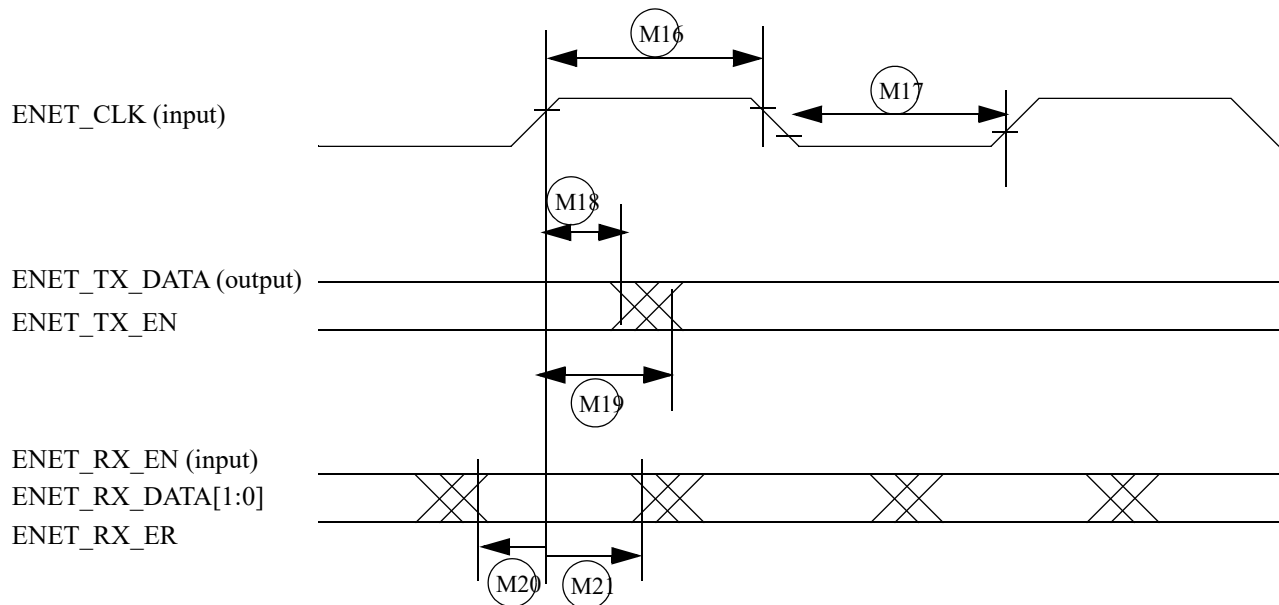 M16
ENET_CLK (input)
M17
M18
ENET_TX_DATA (output)
ENET_TX_EN
M19
ENET_RX_EN (input)
ENET_RX_DATA[1:0]
ENET_RX_ER
M20
M21